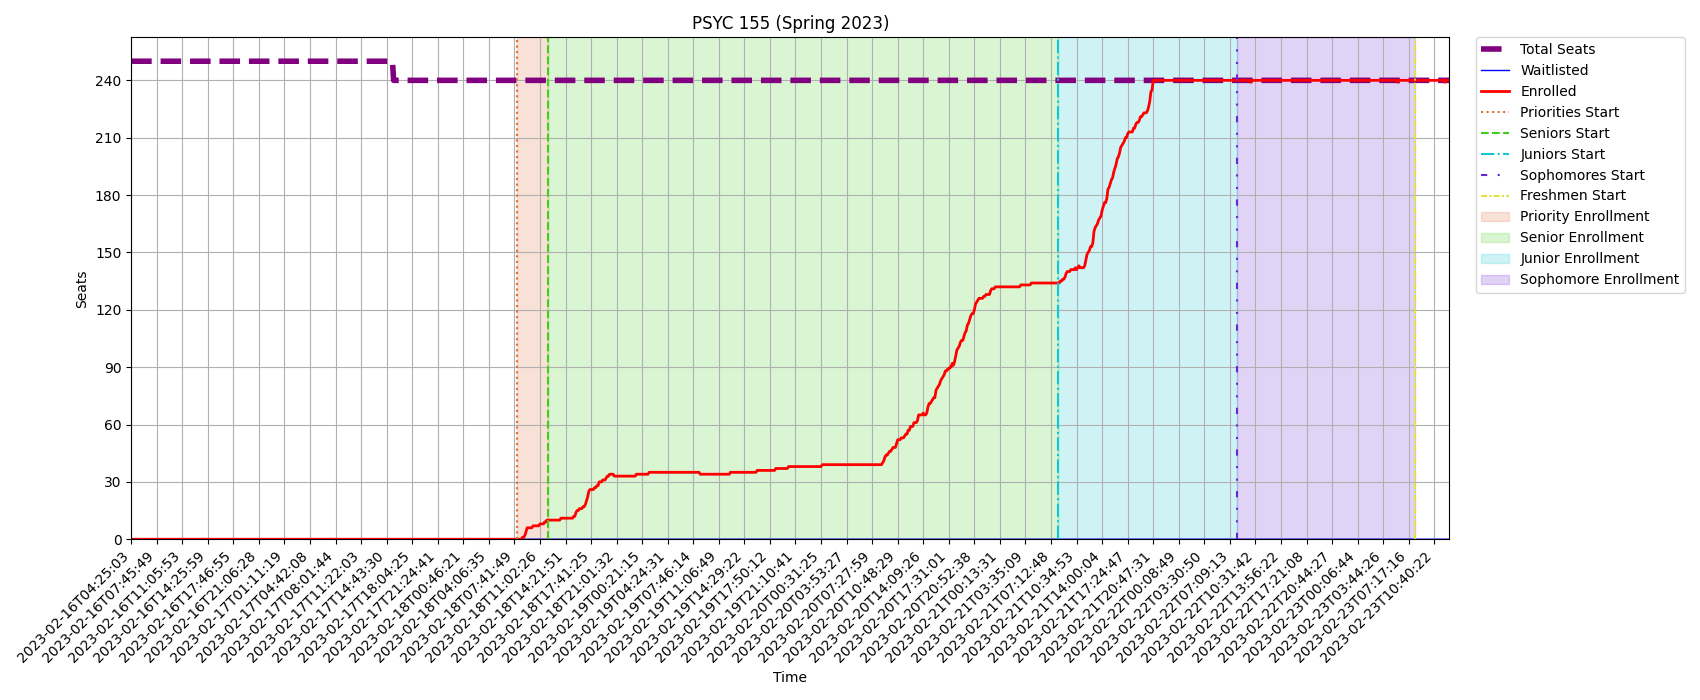 PSYC 155 (Spring 2023)
Seats
240
210
180
150
120
90
60
30
0
2023-02-16T04:25:03
2023-02-16T07:45:49
2023-02-16T11:05:53
2023-02-16T14:25:59
2023-02-16T17:46:55
2023-02-16T21:06:28
2023-02-17T01:11:19
2023-02-17T04:42:08
2023-02-17T08:01:44
2023-02-17T11:22:03
2023-02-17T14:43:30
2023-02-17T18:04:25
2023-02-17T21:24:41
2023-02-18T00:46:21
2023-02-18T04:06:35
2023-02-18T07:41:49
2023-02-18T11:02:26
2023-02-18T14:21:51
2023-02-18T17:41:25
2023-02-18T21:01:32
2023-02-19T00:21:15
2023-02-19T04:24:31
2023-02-19T07:46:14
2023-02-19T11:06:49
2023-02-19T14:29:22
2023-02-19T17:50:12
2023-02-19T21:10:41
2023-02-20T00:31:25
2023-02-20T03:53:27
2023-02-20T07:27:59
2023-02-20T10:48:29
2023-02-20T14:09:26
2023-02-20T17:31:01
2023-02-20T20:52:38
2023-02-21T00:13:31
2023-02-21T03:35:09
2023-02-21T07:12:48
2023-02-21T10:34:53
2023-02-21T14:00:04
2023-02-21T17:24:47
2023-02-21T20:47:31
2023-02-22T00:08:49
2023-02-22T03:30:50
2023-02-22T07:09:13
2023-02-22T10:31:42
2023-02-22T13:56:22
2023-02-22T17:21:08
2023-02-22T20:44:27
2023-02-23T00:06:44
2023-02-23T03:44:26
2023-02-23T07:17:16
2023-02-23T10:40:22
Time
Total Seats
Waitlisted
Enrolled
Priorities Start
Seniors Start
Juniors Start
Sophomores Start
Freshmen Start
Priority Enrollment
Senior Enrollment
Junior Enrollment
Sophomore Enrollment